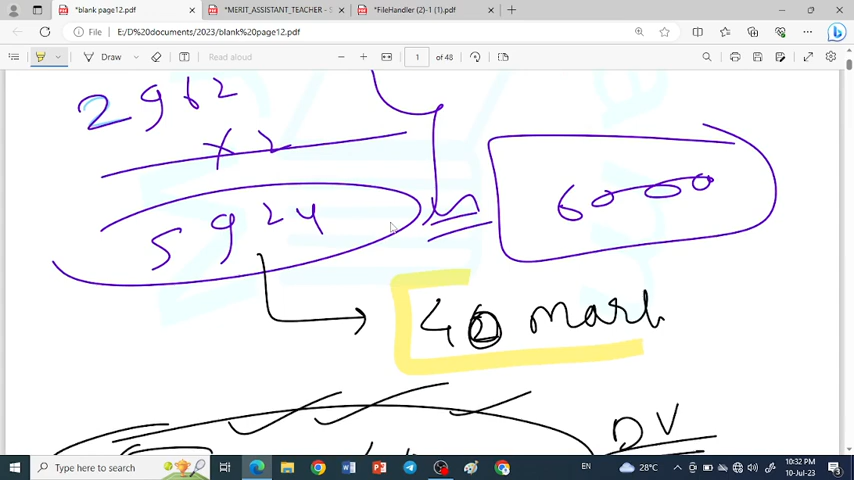 *blank page12.pdf
*MERIT_ASSISTANT_TEACHER - S
*FileHandler (2)-1 (1).pdf
File
D:/D%20documents/2023/blank%20page12.pdf
Draw
Read aloud
1
of 48
2962
x 2
5924
6000
mark
DV
Type here to search
EN
28°C
10:32 PM
10-Jul-23
3